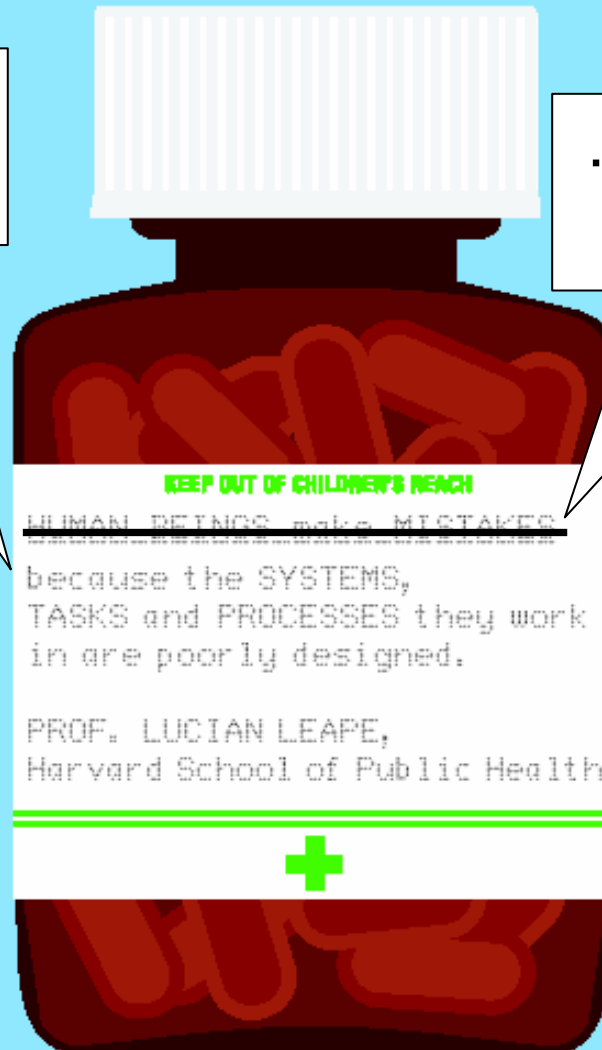 KEEP OUT OF CHILDREN'S REACH
HUMAN BEINGS make MISTAKES
because the SYSTEMS,
TASKS and PROCESSES they work
in are poorly designed.
PROF. LUCIAN LEAPE,
Harvard School of Public Health